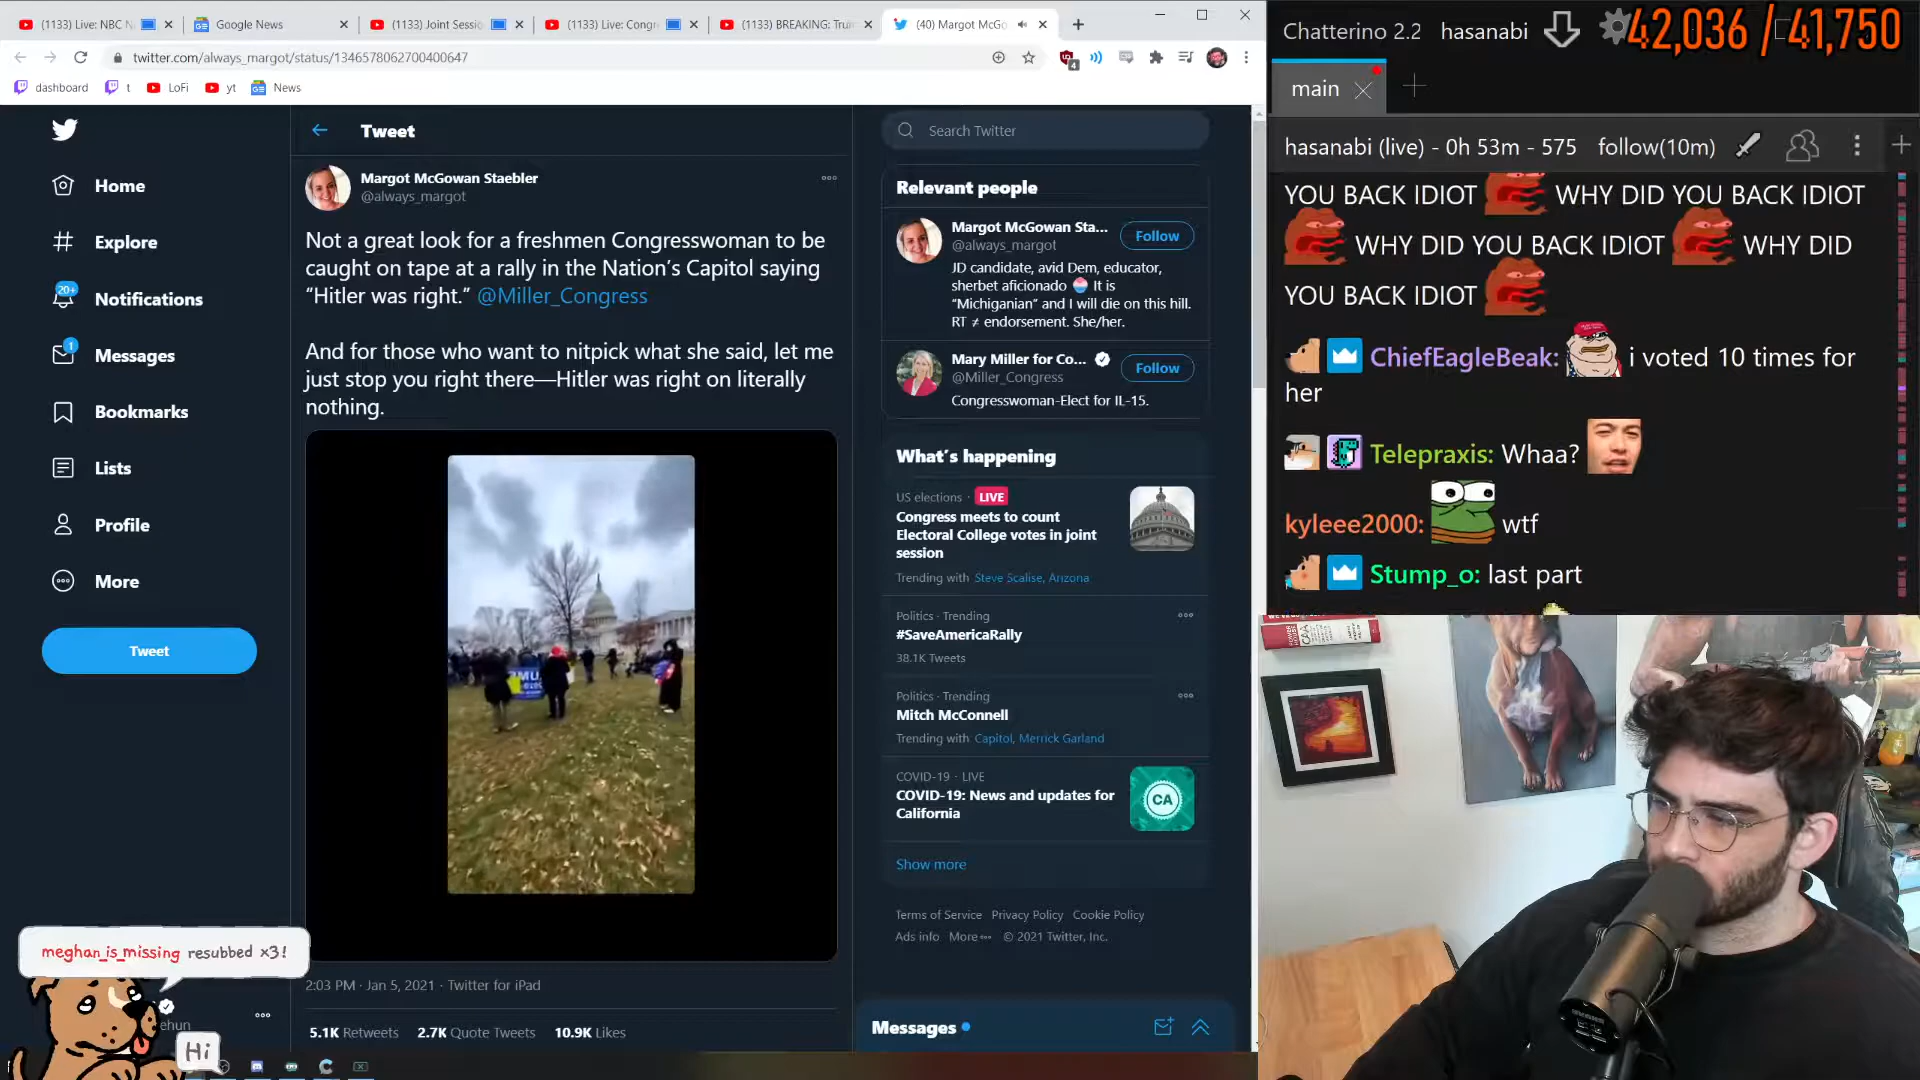 (1133) Live: NBC N
Google News
(1133) Joint Sessio
(1133) Live: Congr
(1133) BREAKING: Trum
(40) Margot McGo
twitter.com/always_margot/status/1346578062700400647
4
dashboard
t
LoFi
yt
News
Home
Explore
20+
Notifications
1
Messages
Bookmarks
Lists
Profile
More
Tweet
Tweet
Margot McGowan Staebler
@always_margot
Not a great look for a freshmen Congresswoman to be
caught on tape at a rally in the Nation's Capitol saying
“Hitler was right.” @Miller_Congress
And for those who want to nitpick what she said, let me
just stop you right there—Hitler was right on literally
nothing.
2:03 PM · Jan 5, 2021 · Twitter for iPad
5.1K Retweets 2.7K Quote Tweets 10.9K Likes
Search Twitter
Relevant people
Margot McGowan Sta...
@always_margot
Follow
JD candidate, avid Dem, educator,
sherbet aficionado 🍧 It is
“Michiganian” and I will die on this hill.
RT ≠ endorsement. She/her.
Mary Miller for Co...
@Miller_Congress
Follow
Congresswoman-Elect for IL-15.
What's happening
US elections · LIVE
Congress meets to count
Electoral College votes in joint
session
Trending with Steve Scalise, Arizona
Politics · Trending
#SaveAmericaRally
38.1K Tweets
Politics · Trending
Mitch McConnell
Trending with Capitol, Merrick Garland
COVID-19 · LIVE
COVID-19: News and updates for
California
CA
Show more
Terms of Service Privacy Policy Cookie Policy
Ads info More © 2021 Twitter, Inc.
Messages
meghan_is_missing resubbed x3!
Hi
Chatterino 2.2 hasanabi
42,036 / 41,750
main
hasanabi (live) - 0h 53m - 575 follow(10m)
YOU BACK IDIOT WHY DID YOU BACK IDIOT
WHY DID YOU BACK IDIOT WHY DID
YOU BACK IDIOT
ChiefEagleBeak: i voted 10 times for
her
Telepraxis: Whaa?
kyleee2000: wtf
Stump_o: last part